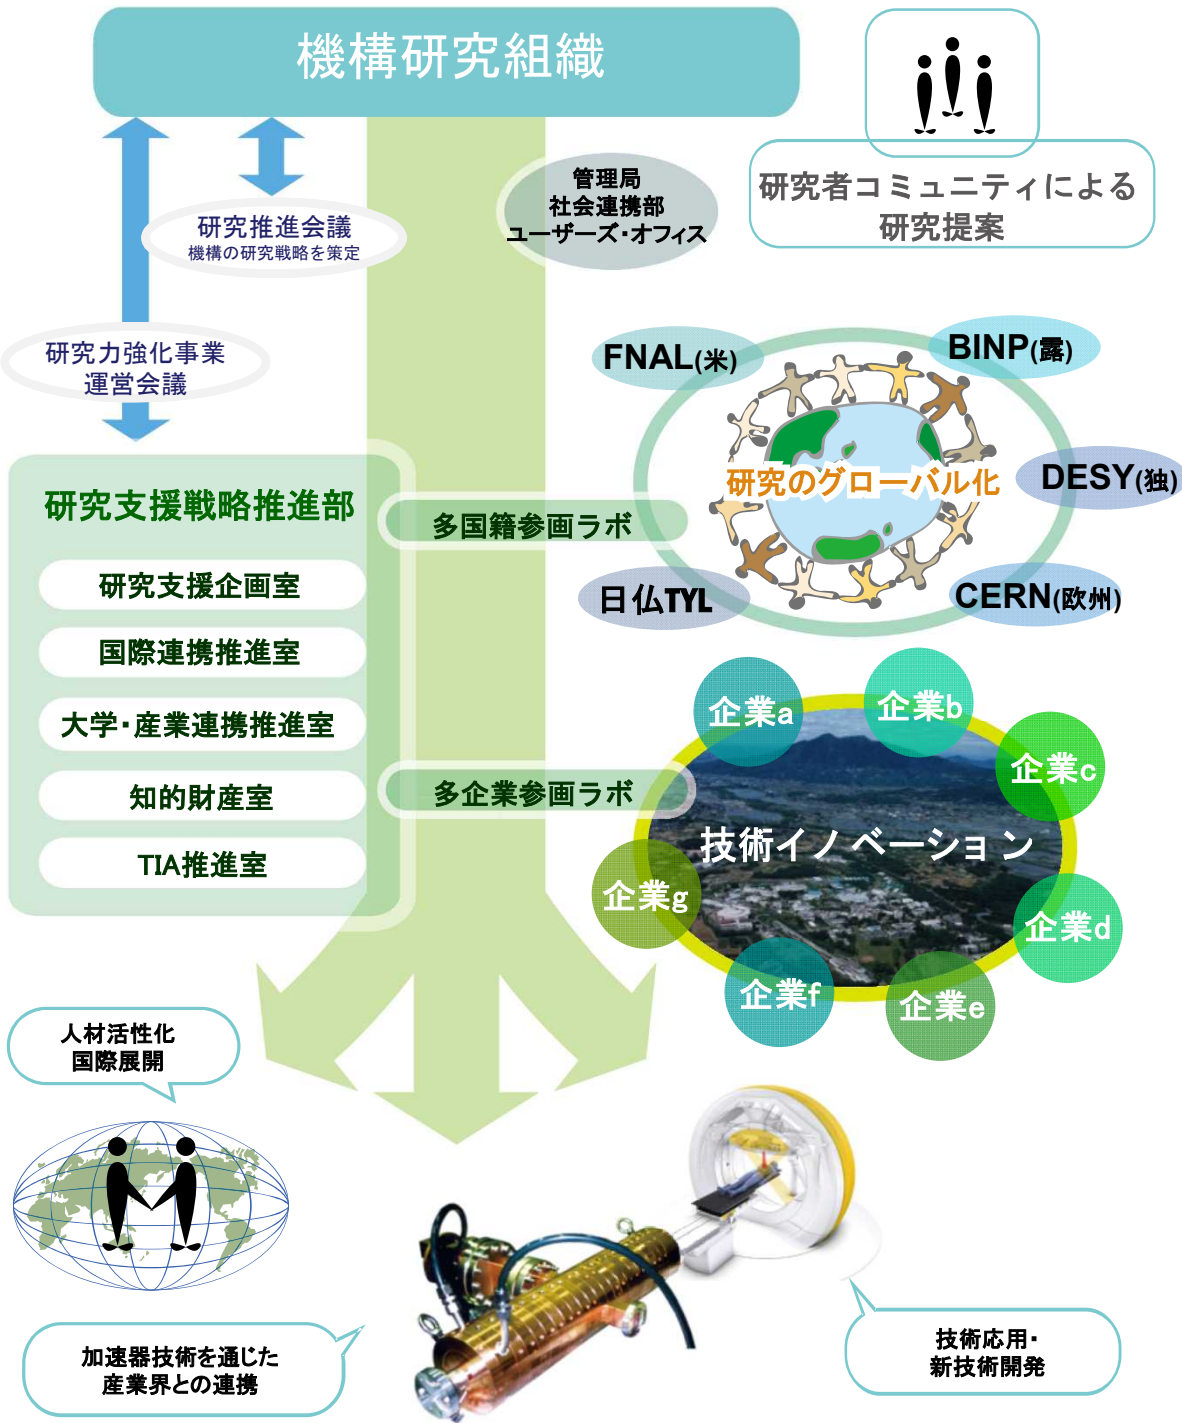 機構研究組織
研究者コミュニティによる
研究提案
管理局
社会連携部
ユーザーズ・オフィス
研究推進会議
機構の研究戦略を策定
研究力強化事業
運営会議
FNAL(米)
BINP(露)
DESY(独)
研究のグローバル化
日仏TYL
CERN(欧州)
研究支援戦略推進部
多国籍参画ラボ
研究支援企画室
国際連携推進室
大学・産業連携推進室
知的財産室
TIA推進室
多企業参画ラボ
企業a
企業b
企業c
技術イノベーション
企業g
企業d
企業f
企業e
人材活性化
国際展開
加速器技術を通じた
産業界との連携
技術応用・
新技術開発